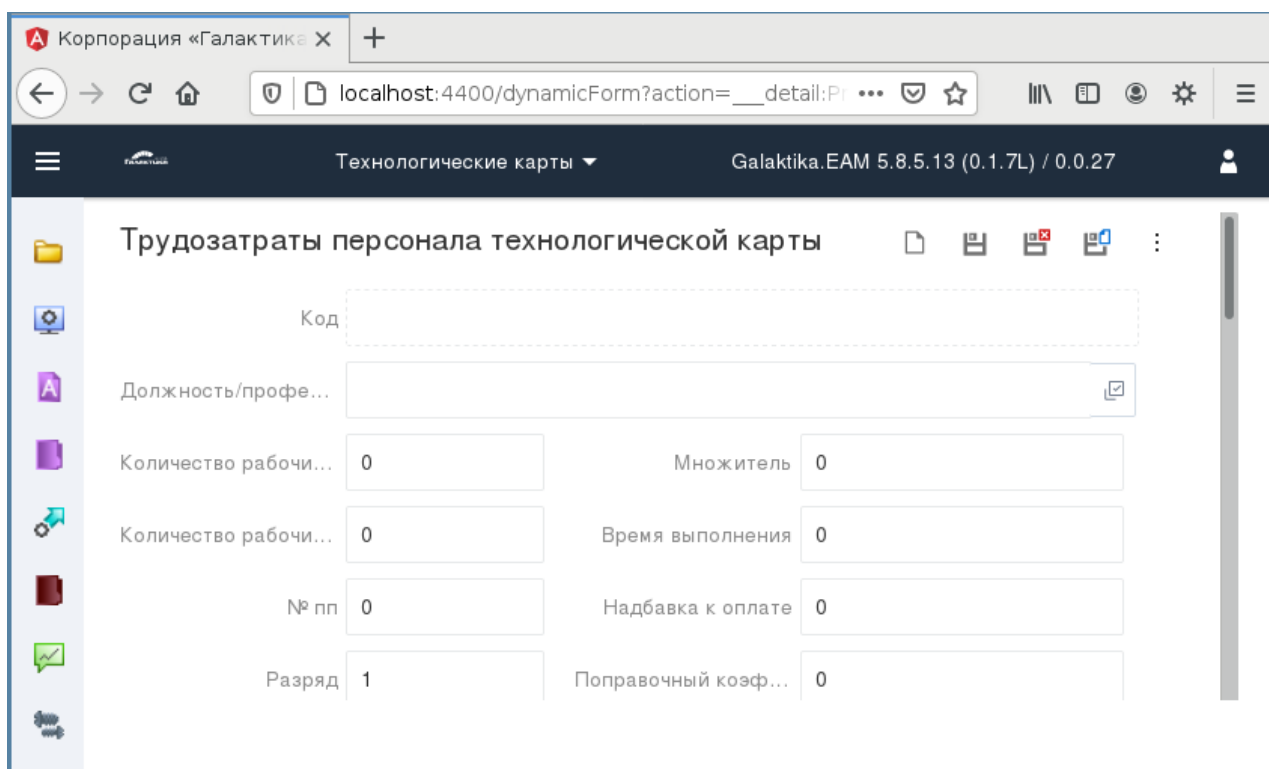 Корпорация «Галактика
localhost:4400/dynamicForm?action=___detail:Pr
Технологические карты Galaktika.EAM 5.8.5.13 (0.1.7L) / 0.0.27
Трудозатраты персонала технологической карты
Код
Должность/профе...
Количество рабочи... 0 Множитель 0
Количество рабочи... 0 Время выполнения 0
№ пп 0 Надбавка к оплате 0
Разряд 1 Поправочный коэф... 0